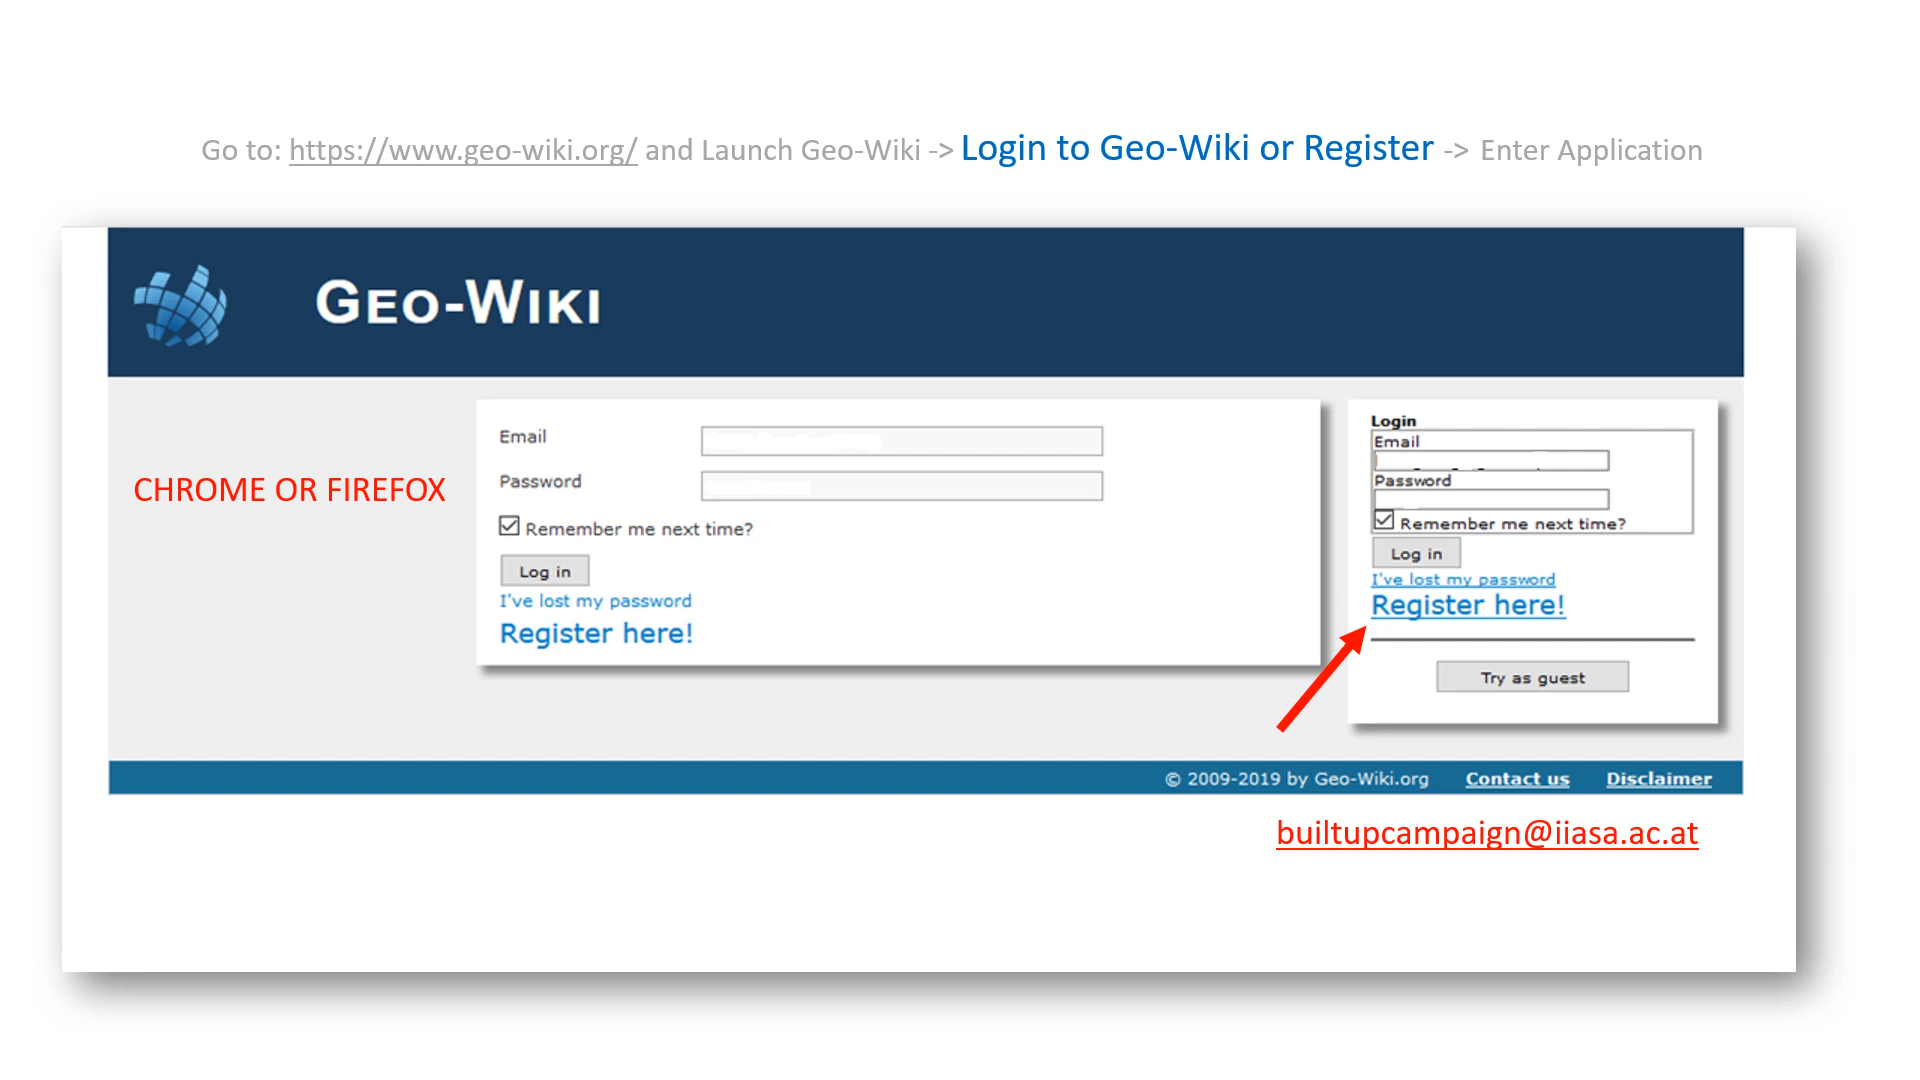 Go to: https://www.geo-wiki.org/ and Launch Geo-Wiki -> Login to Geo-Wiki or Register -> Enter Application
GEO-WIKI
CHROME OR FIREFOX
Email
Password
Remember me next time?
Log in
I've lost my password
Register here!
Login
Email
Password
Remember me next time?
Log in
I've lost my password
Register here!
Try as guest
© 2009-2019 by Geo-Wiki.org Contact us Disclaimer
builtupcampaign@iiasa.ac.at